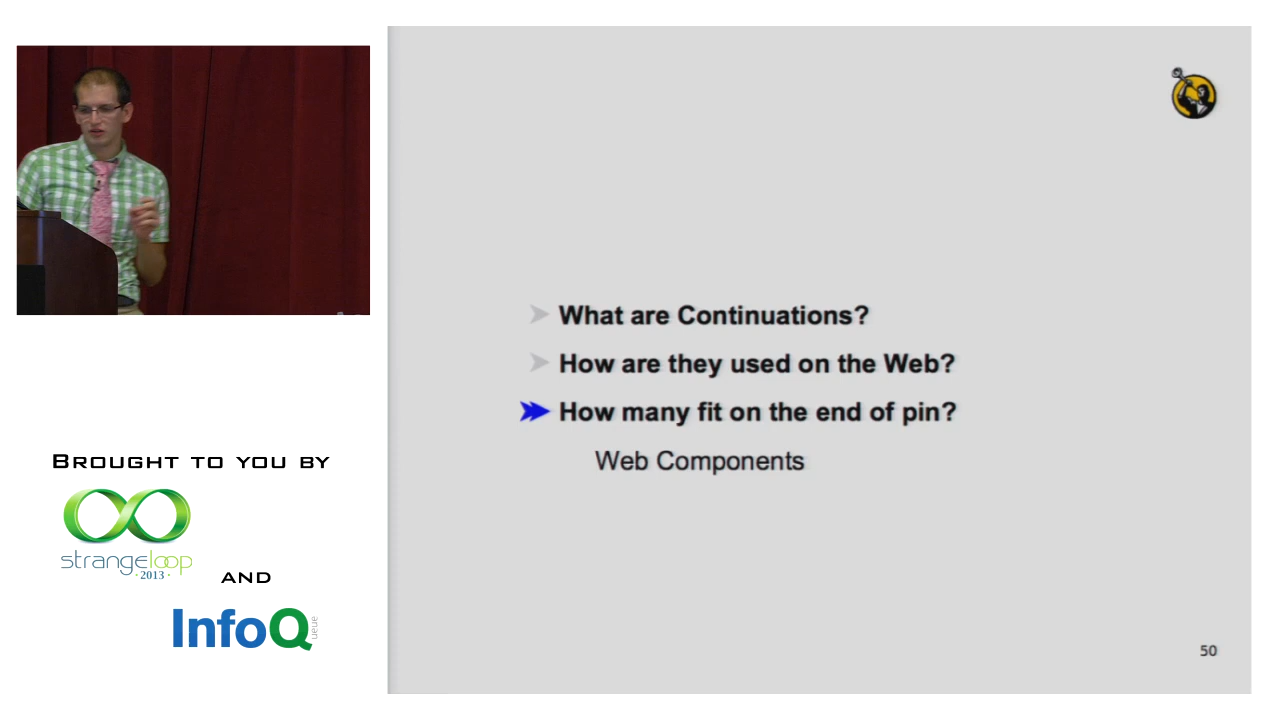 What are Continuations?
How are they used on the Web?
How many fit on the end of pin?
Web Components
50
BROUGHT TO YOU BY
strangeloop
· 2013 ·
AND
InfoQ
ueue